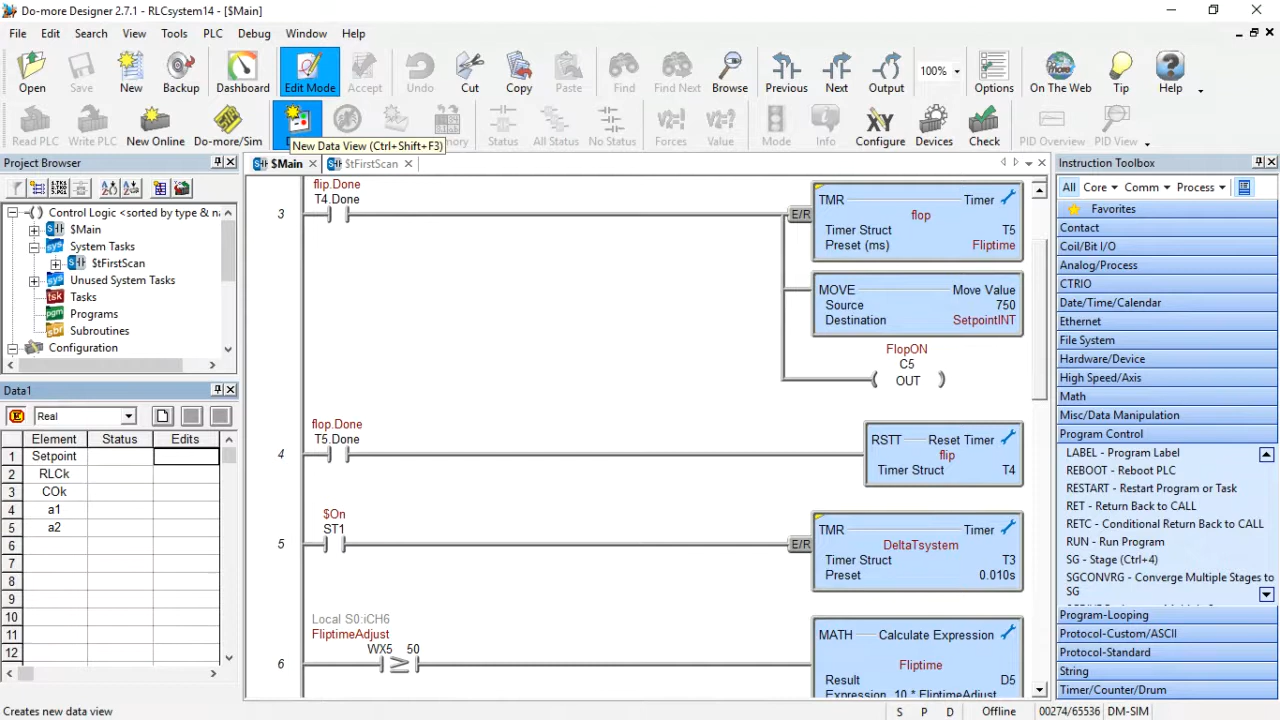 Do-more Designer 2.7.1 - RLCsystem14 - [$Main]
File Edit Search View Tools PLC Debug Window Help
Open Save New Backup Dashboard Edit Mode Accept Undo Cut Copy Paste Find Find Next Browse Previous Next Output 100% Options On The Web Tip Help
Read PLC Write PLC New Online Do-more/Sim Status All Status No Status Forces Values Mode Info Configure Devices Check PID Overview PID View
New Data View (Ctrl+Shift+F3)
Project Browser
Control Logic <sorted by type & n
$Main
System Tasks
$tFirstScan
Unused System Tasks
Tasks
Programs
Subroutines
Configuration
Data1
Real
Element Status Edits
1 Setpoint
2 RLCk
3 COk
4 a1
5 a2
6
7
8
9
10
11
12
$Main $tFirstScan
3
flip.Done
T4.Done
E/R
TMR Timer
flop
Timer Struct T5
Preset (ms) Fliptime
MOVE Move Value
Source 750
Destination SetpointINT
FlopON
C5
OUT
4
flop.Done
T5.Done
RSTT Reset Timer
flip
Timer Struct T4
5
$On
ST1
E/R
TMR Timer
DeltaTsystem
Timer Struct T3
Preset 0.010s
6
Local S0:iCH6
FliptimeAdjust
WX5 50
≥
MATH Calculate Expression
Fliptime
Result D5
Expression 10 * FliptimeAdjust
Instruction Toolbox
All Core Comm Process
Favorites
Contact
Coil/Bit I/O
Analog/Process
CTRIO
Date/Time/Calendar
Ethernet
File System
Hardware/Device
High Speed/Axis
Math
Misc/Data Manipulation
Program Control
LABEL - Program Label
REBOOT - Reboot PLC
RESTART - Restart Program or Task
RET - Return Back to CALL
RETC - Conditional Return Back to CALL
RUN - Run Program
SG - Stage (Ctrl+4)
SGCONVRG - Converge Multiple Stages to
SG
Program-Looping
Protocol-Custom/ASCII
Protocol-Standard
String
Timer/Counter/Drum
Creates new data view
S P D Offline 00274/65536 DM-SIM